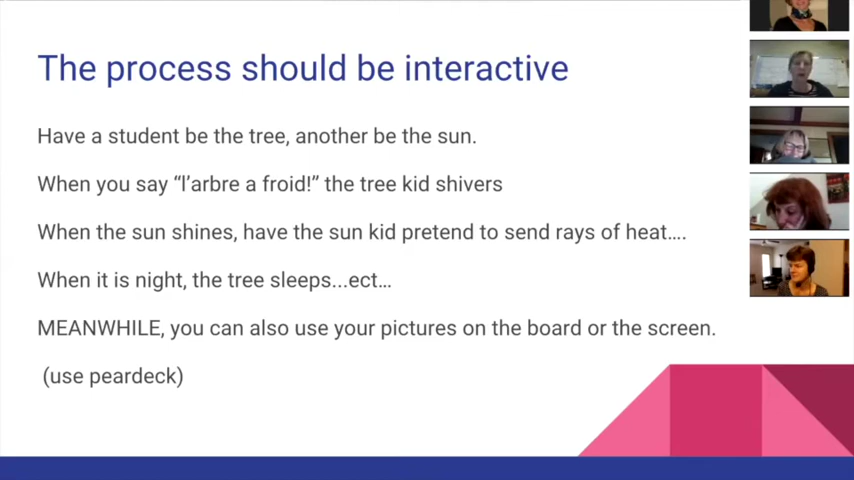 The process should be interactive
Have a student be the tree, another be the sun.
When you say “l’arbre a froid!” the tree kid shivers
When the sun shines, have the sun kid pretend to send rays of heat....
When it is night, the tree sleeps...ect...
MEANWHILE, you can also use your pictures on the board or the screen.
(use peardeck)